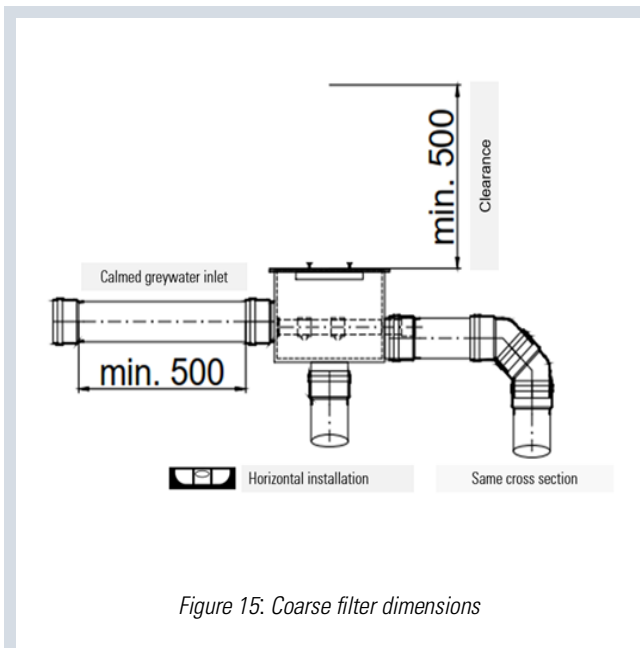 min. 500
Clearance
Calmed greywater inlet
min. 500
Horizontal installation
Same cross section
Figure 15: Coarse filter dimensions